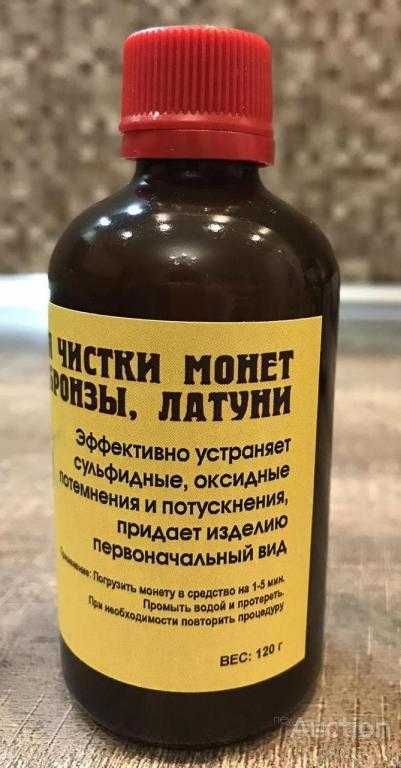 ЧИСТКИ МОНЕТ
БРОНЗЫ, ЛАТУНИ
Эффективно устраняет
сульфидные, оксидные
потемнения и потускнения,
придает изделию
первоначальный вид
Погрузить монету в средство на 1-5 мин.
Промыть водой и протереть.
При необходимости повторить процедуру
ВЕС: 120 г
Auction